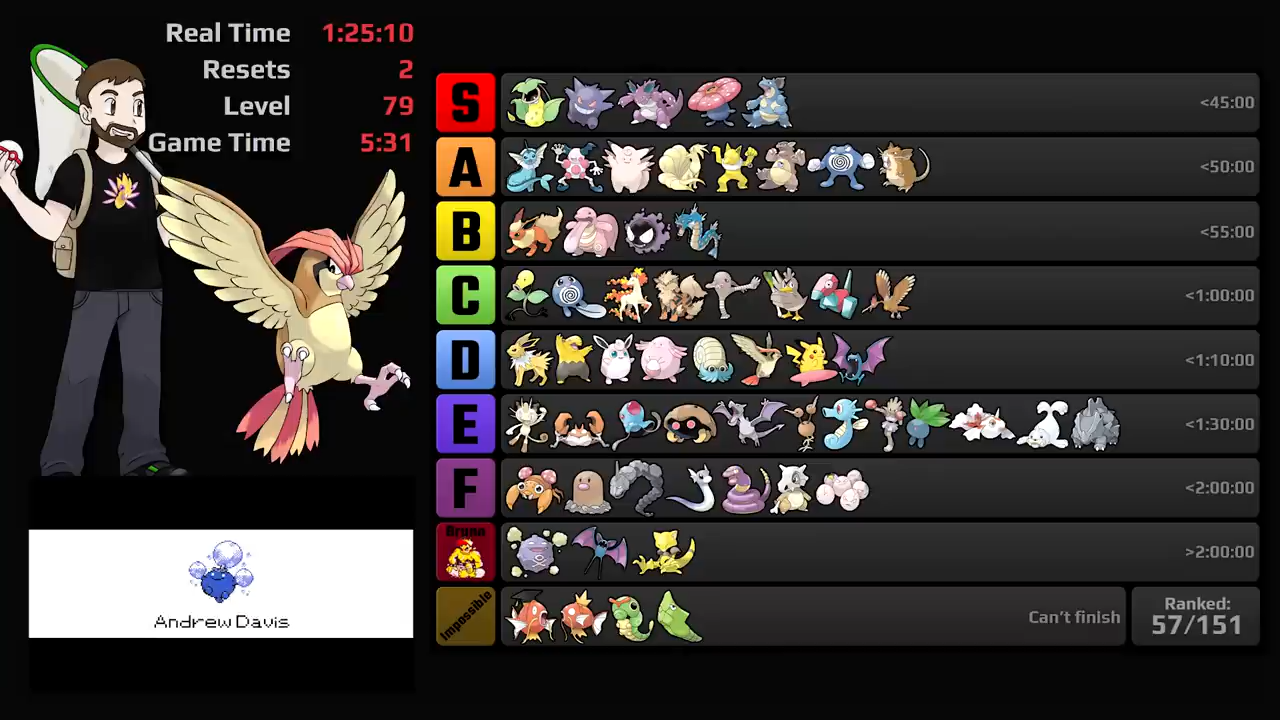 Real Time 1:25:10
Resets 2
Level 79
Game Time 5:31
Andrew Davis
S <45:00
A <50:00
B <55:00
C <1:00:00
D <1:10:00
E <1:30:00
F <2:00:00
Bruno >2:00:00
Impossible Can't finish
Ranked:
57/151